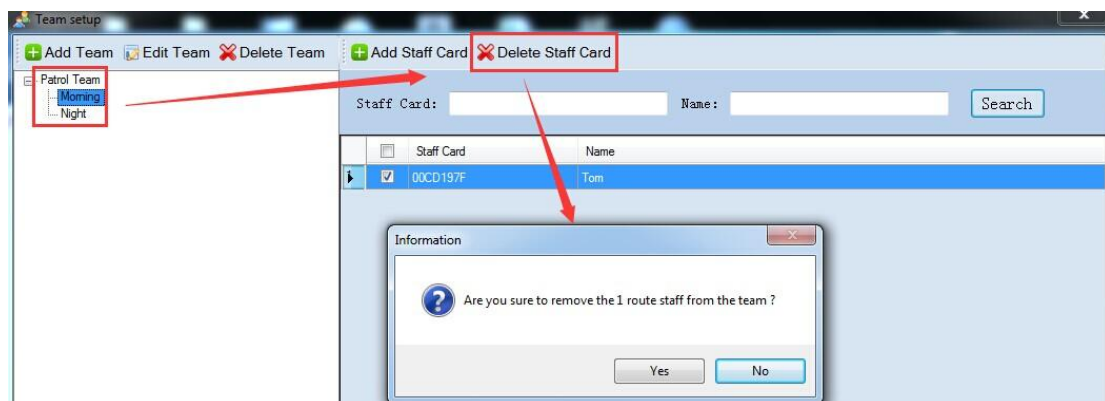 Team setup
Add Team Edit Team Delete Team Add Staff Card Delete Staff Card
Patrol Team
Morning
Night
Staff Card: Name: Search
Staff Card Name
00CD197F Tom
Information
Are you sure to remove the 1 route staff from the team ?
Yes No